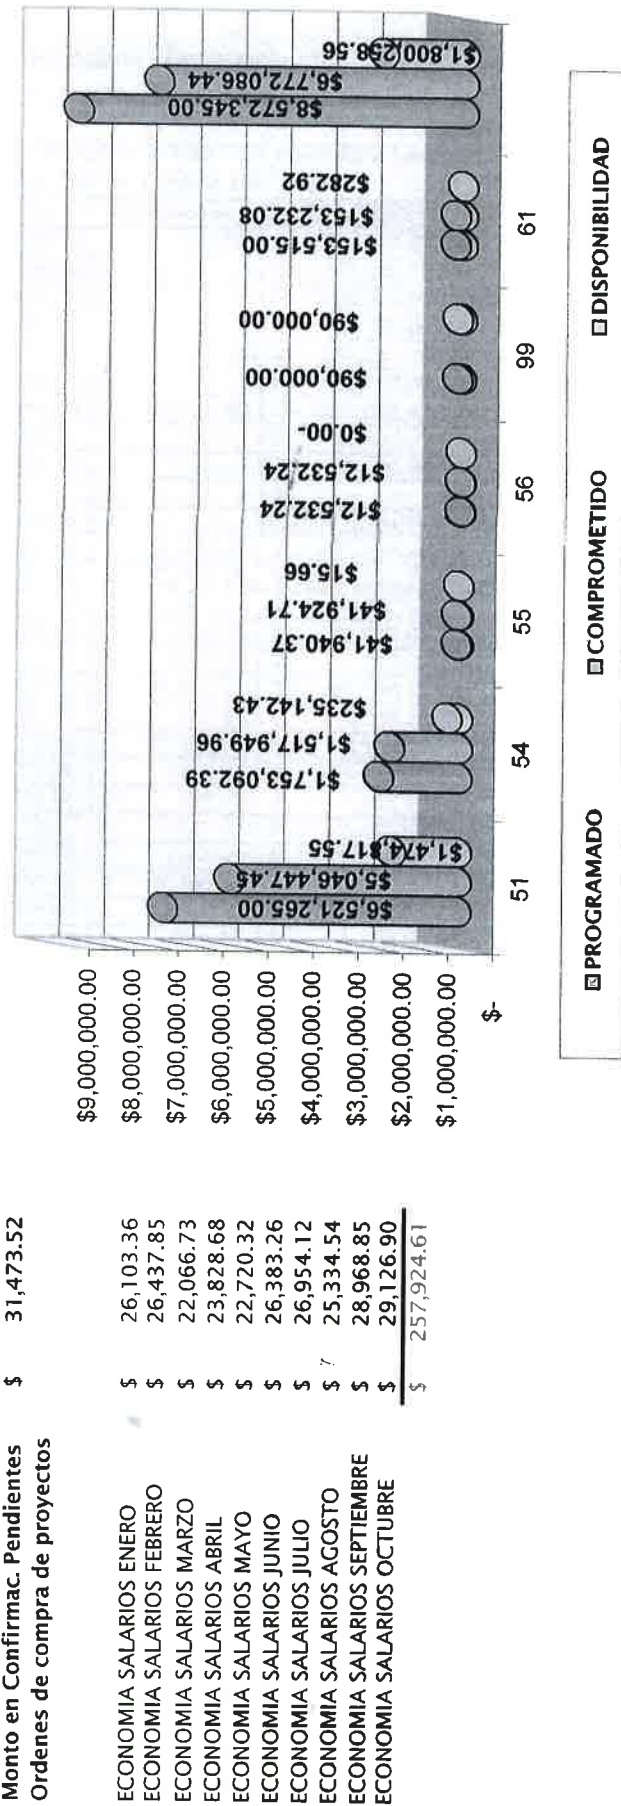 Monto en Confirmac. Pendientes $ 31,473.52
Ordenes de compra de proyectos
ECONOMIA SALARIOS ENERO $ 26,103.36
ECONOMIA SALARIOS FEBRERO $ 26,437.85
ECONOMIA SALARIOS MARZO $ 22,066.73
ECONOMIA SALARIOS ABRIL $ 23,828.68
ECONOMIA SALARIOS MAYO $ 22,720.32
ECONOMIA SALARIOS JUNIO $ 26,383.26
ECONOMIA SALARIOS JULIO $ 26,954.12
ECONOMIA SALARIOS AGOSTO $ 25,334.54
ECONOMIA SALARIOS SEPTIEMBRE $ 28,968.85
ECONOMIA SALARIOS OCTUBRE $ 29,126.90
$ 257,924.61
$9,000,000.00
$8,000,000.00
$7,000,000.00
$6,000,000.00
$5,000,000.00
$4,000,000.00
$3,000,000.00
$2,000,000.00
$1,000,000.00
$-
$6,521,265.00
$5,046,447.45
$1,474,817.55
$1,753,092.39
$1,517,949.96
$235,142.43
$41,940.37
$41,924.71
$15.66
$12,532.24
$12,532.24
$0.00-
$90,000.00
$90,000.00
$153,515.00
$153,232.08
$282.92
$8,572,345.00
$6,772,086.44
$1,800,258.56
51 54 55 56 99 61
PROGRAMADO COMPROMETIDO DISPONIBILIDAD